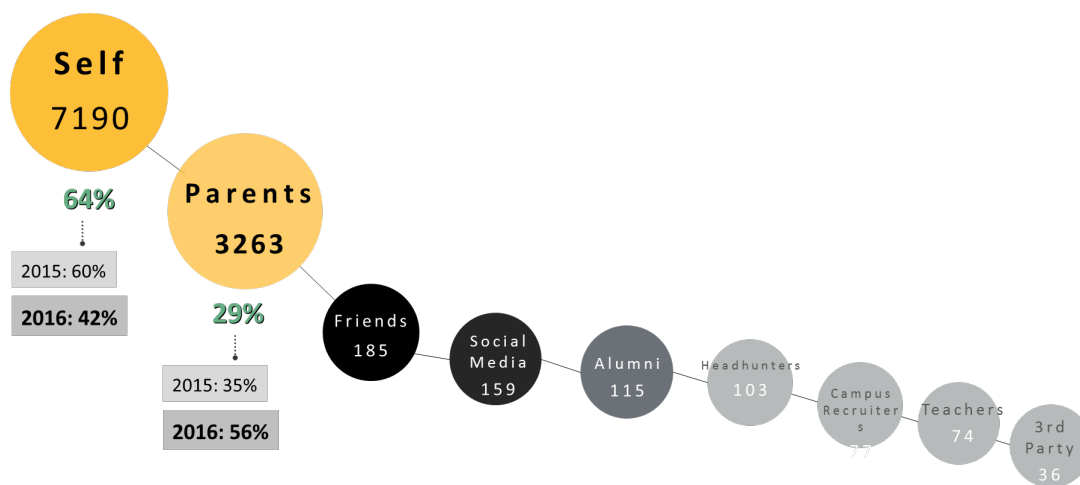 Self
7190
64%
2015: 60%
2016: 42%
Parents
3263
29%
2015: 35%
2016: 56%
Friends
185
Social
Media
159
Alumni
115
Headhunters
103
Campus
Recruiter
s
77
Teachers
74
3rd
Party
36